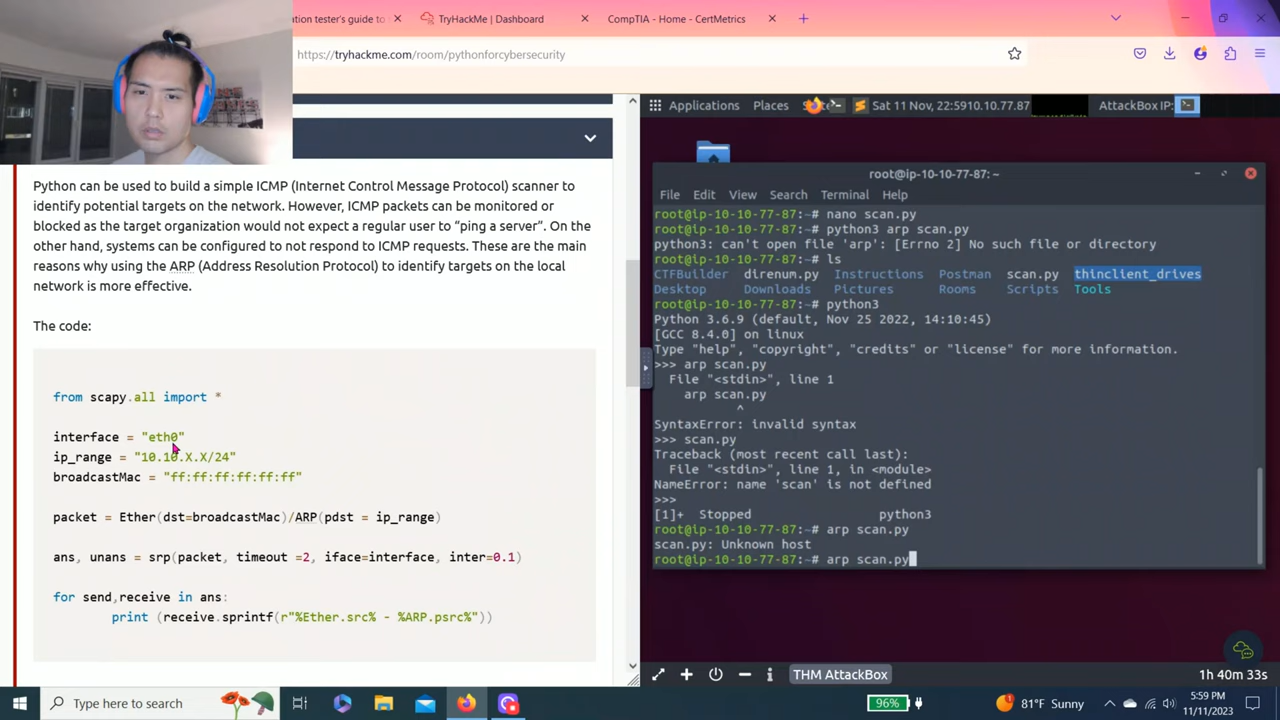 ation tester's guide to
TryHackMe | Dashboard
CompTIA - Home - CertMetrics
https://tryhackme.com/room/pythonforcybersecurity
Python can be used to build a simple ICMP (Internet Control Message Protocol) scanner to
identify potential targets on the network. However, ICMP packets can be monitored or
blocked as the target organization would not expect a regular user to “ping a server”. On the
other hand, systems can be configured to not respond to ICMP requests. These are the main
reasons why using the ARP (Address Resolution Protocol) to identify targets on the local
network is more effective.
The code:
from scapy.all import *
interface = "eth0"
ip_range = "10.10.X.X/24"
broadcastMac = "ff:ff:ff:ff:ff:ff"
packet = Ether(dst=broadcastMac)/ARP(pdst = ip_range)
ans, unans = srp(packet, timeout =2, iface=interface, inter=0.1)
for send,receive in ans:
print (receive.sprintf(r"%Ether.src% - %ARP.psrc%"))
Applications Places Sat 11 Nov, 22:5910.10.77.87 AttackBox IP:
root@ip-10-10-77-87: ~
File Edit View Search Terminal Help
root@ip-10-10-77-87:~# nano scan.py
root@ip-10-10-77-87:~# python3 arp scan.py
python3: can't open file 'arp': [Errno 2] No such file or directory
root@ip-10-10-77-87:~# ls
CTFBuilder direnum.py Instructions Postman scan.py thinclient_drives
Desktop Downloads Pictures Rooms Scripts Tools
root@ip-10-10-77-87:~# python3
Python 3.6.9 (default, Nov 25 2022, 14:10:45)
[GCC 8.4.0] on linux
Type "help", "copyright", "credits" or "license" for more information.
>>> arp scan.py
File "<stdin>", line 1
arp scan.py
^
SyntaxError: invalid syntax
>>> scan.py
Traceback (most recent call last):
File "<stdin>", line 1, in <module>
NameError: name 'scan' is not defined
>>>
[1]+ Stopped python3
root@ip-10-10-77-87:~# arp scan.py
scan.py: Unknown host
root@ip-10-10-77-87:~# arp scan.py
THM AttackBox
1h 40m 33s
Type here to search
96%
81°F Sunny
5:59 PM
11/11/2023